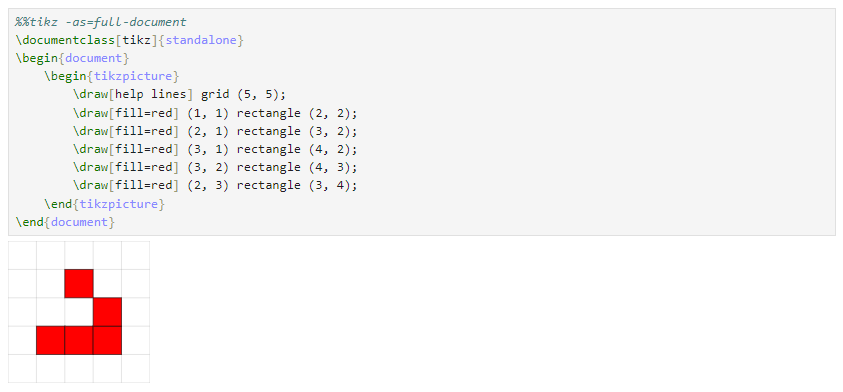 %%tikz -as=full-document
\documentclass[tikz]{standalone}
\begin{document}
    \begin{tikzpicture}
        \draw[help lines] grid (5, 5);
        \draw[fill=red] (1, 1) rectangle (2, 2);
        \draw[fill=red] (2, 1) rectangle (3, 2);
        \draw[fill=red] (3, 1) rectangle (4, 2);
        \draw[fill=red] (3, 2) rectangle (4, 3);
        \draw[fill=red] (2, 3) rectangle (3, 4);
    \end{tikzpicture}
\end{document}